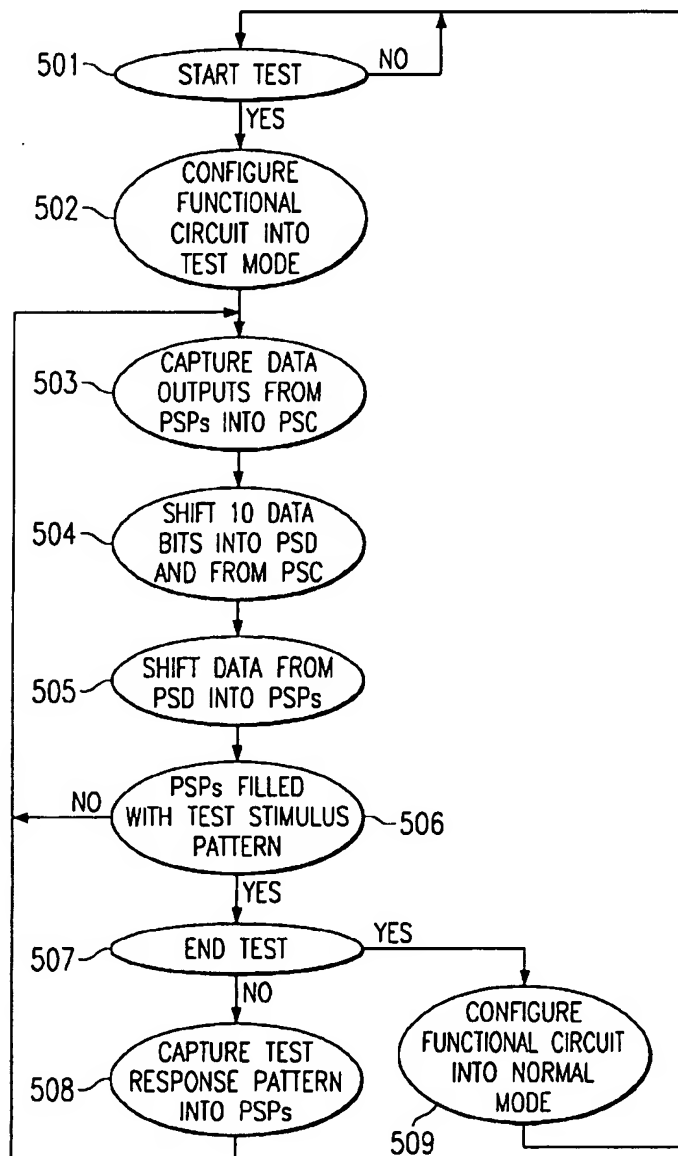 501
START TEST
NO
YES
502
CONFIGURE
FUNCTIONAL
CIRCUIT INTO
TEST MODE
503
CAPTURE DATA
OUTPUTS FROM
PSPs INTO PSC
504
SHIFT 10 DATA
BITS INTO PSD
AND FROM PSC
505
SHIFT DATA FROM
PSD INTO PSPs
NO
PSPs FILLED
WITH TEST STIMULUS
PATTERN
506
YES
507
END TEST
YES
NO
508
CAPTURE TEST
RESPONSE PATTERN
INTO PSPs
CONFIGURE
FUNCTIONAL CIRCUIT
INTO NORMAL
MODE
509